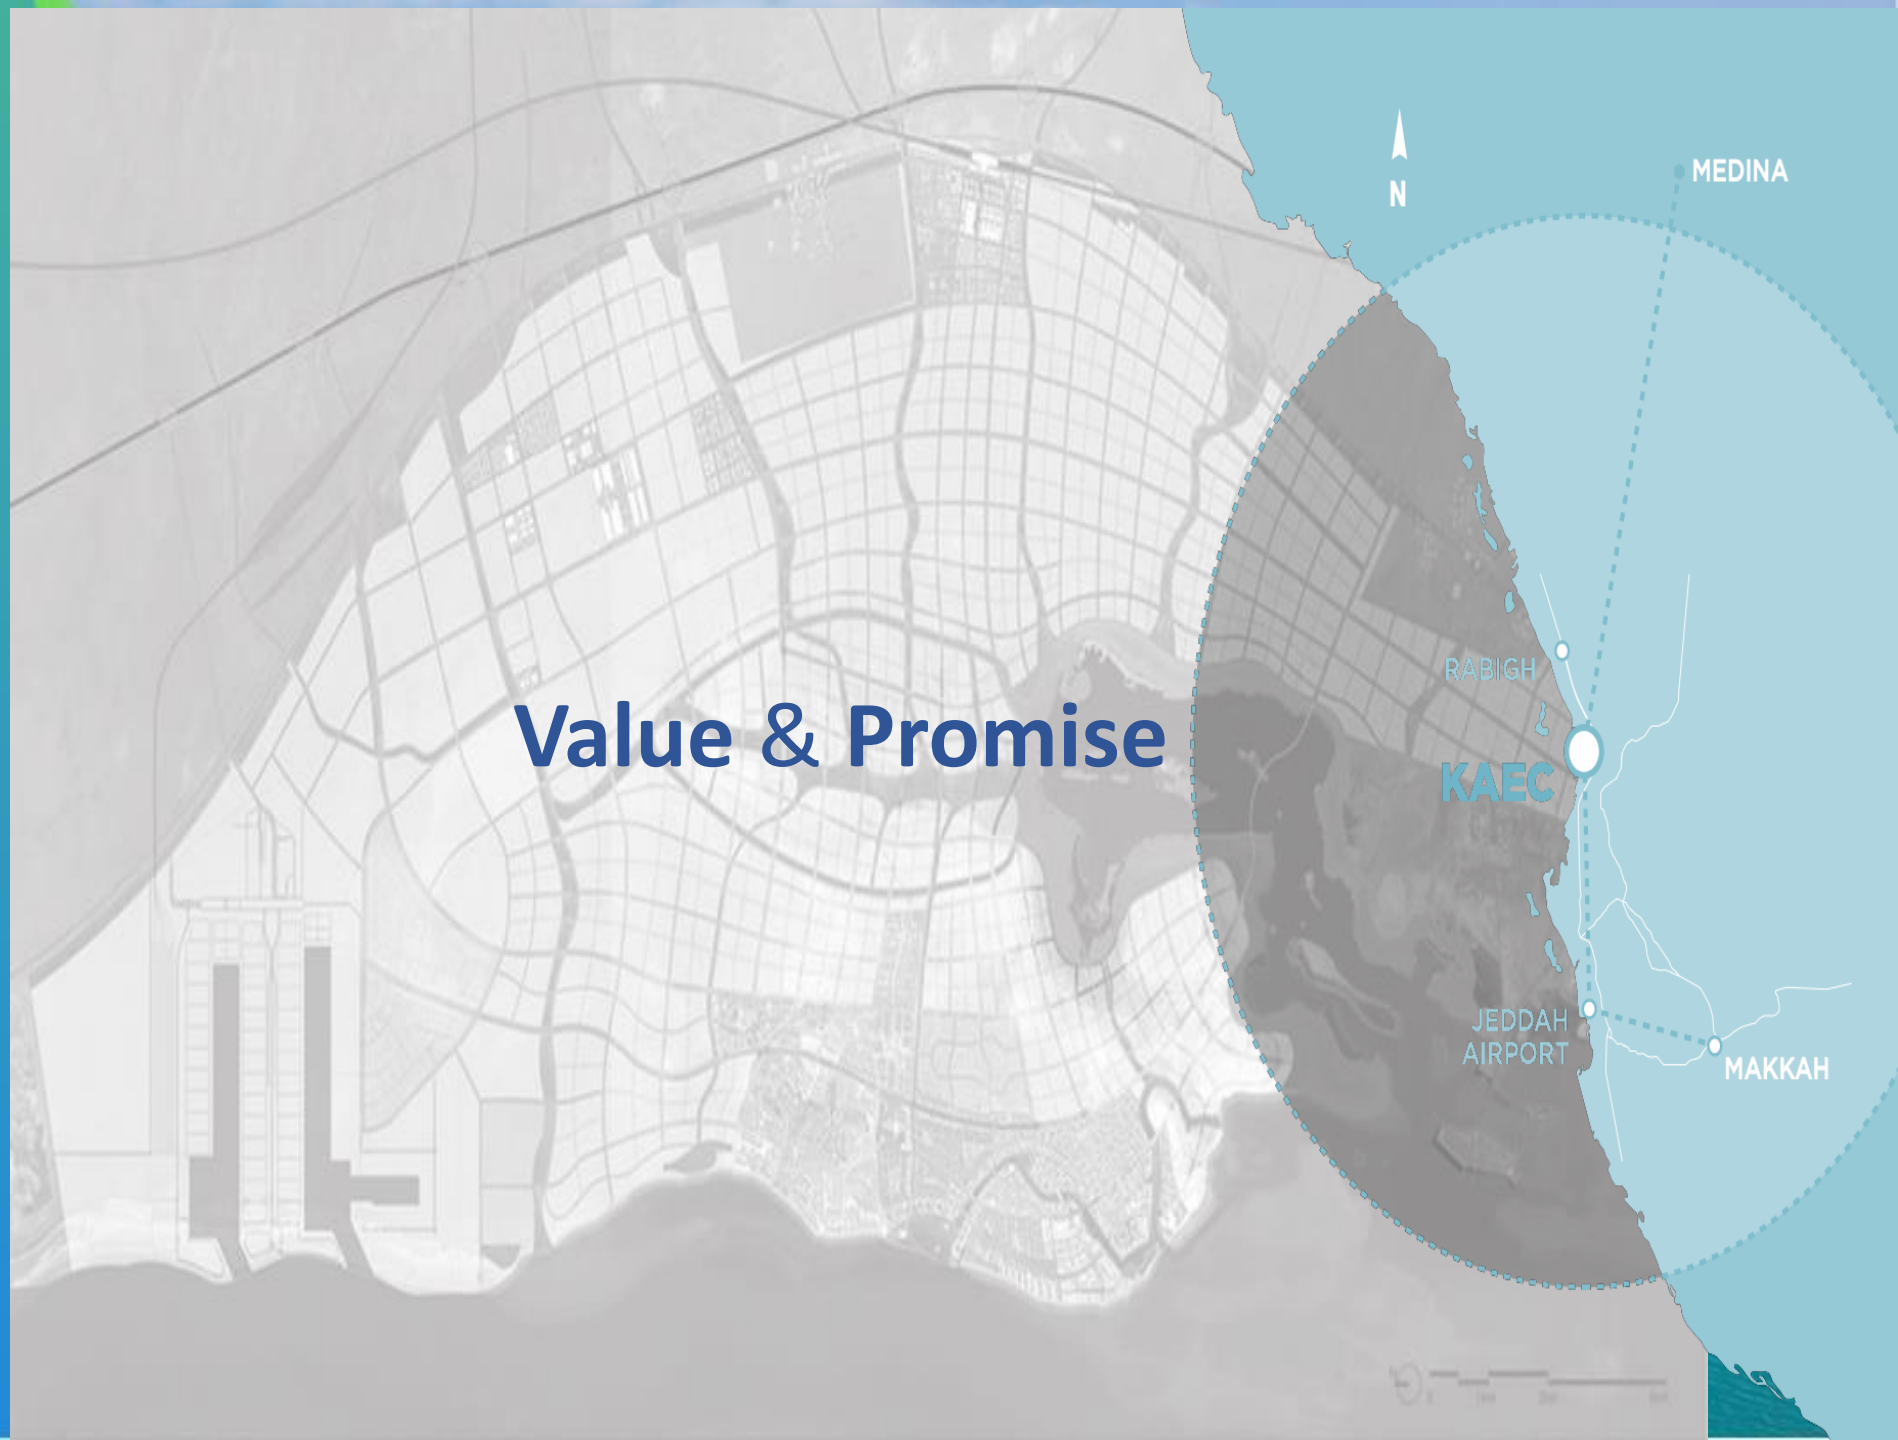 N
MEDINA
RABIGH
Value & Promise
KAEC
JEDDAH
AIRPORT
MAKKAH